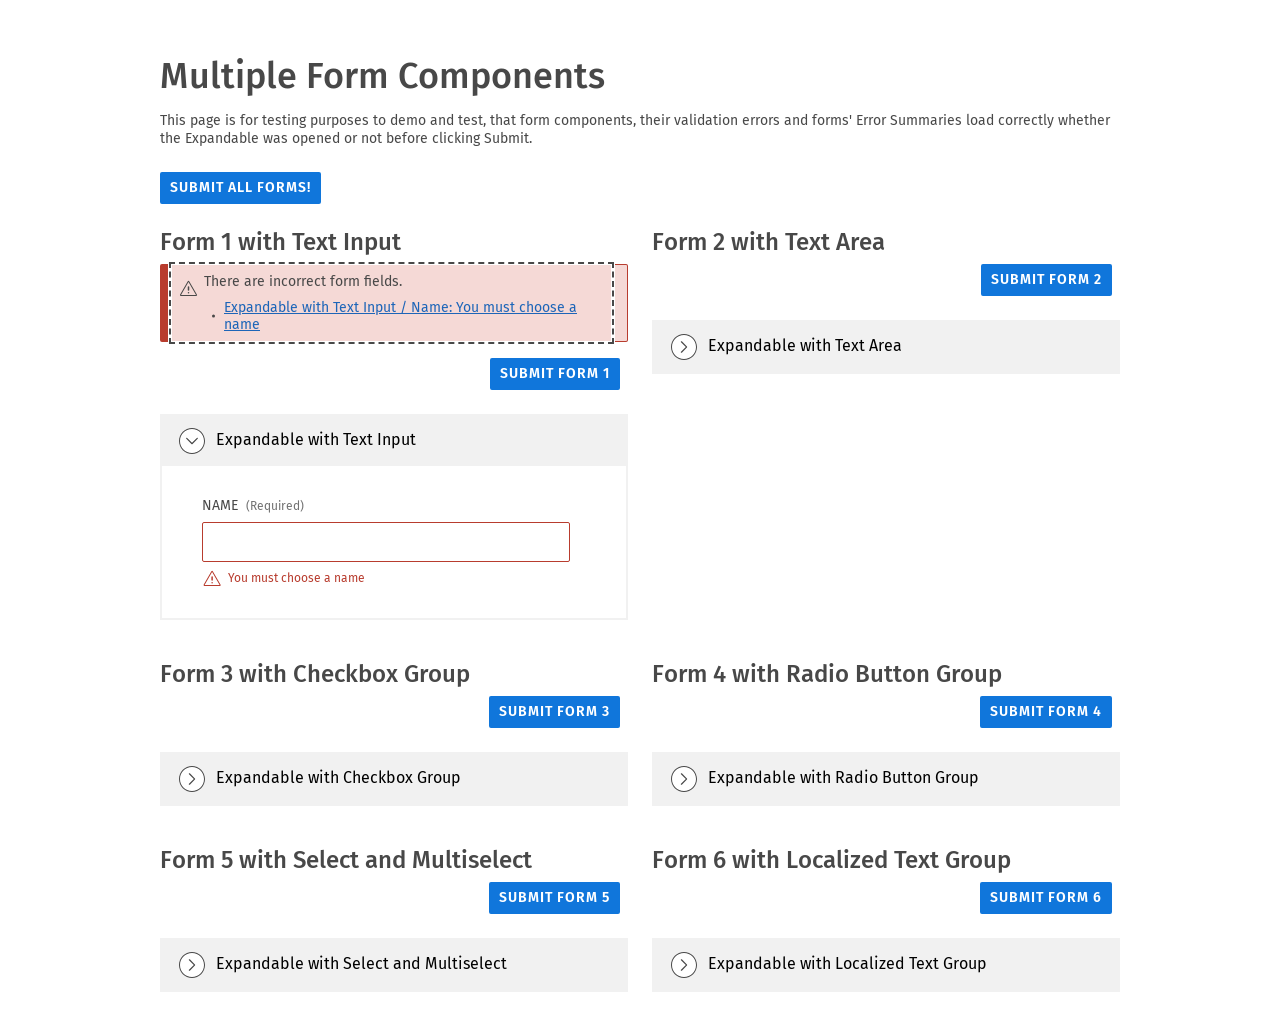 Multiple Form Components
This page is for testing purposes to demo and test, that form components, their validation errors and forms' Error Summaries load correctly whether
the Expandable was opened or not before clicking Submit.
SUBMIT ALL FORMS!
Form 1 with Text Input
There are incorrect form fields.
Expandable with Text Input / Name: You must choose a
name
SUBMIT FORM 1
Expandable with Text Input
NAME (Required)
You must choose a name
Form 2 with Text Area
SUBMIT FORM 2
Expandable with Text Area
Form 3 with Checkbox Group
SUBMIT FORM 3
Expandable with Checkbox Group
Form 4 with Radio Button Group
SUBMIT FORM 4
Expandable with Radio Button Group
Form 5 with Select and Multiselect
SUBMIT FORM 5
Expandable with Select and Multiselect
Form 6 with Localized Text Group
SUBMIT FORM 6
Expandable with Localized Text Group